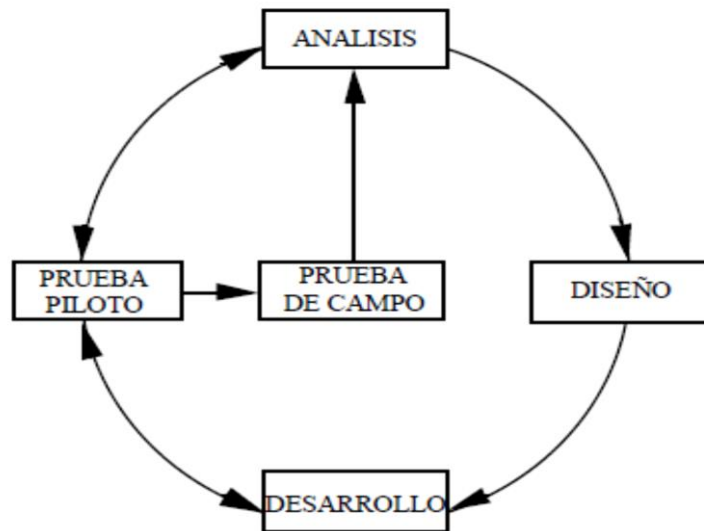 ANALISIS
PRUEBA
PILOTO
PRUEBA
DE CAMPO
DISEÑO
DESARROLLO